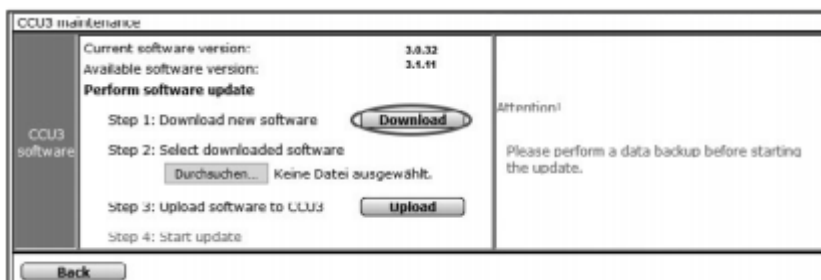 CCU3 maintenance
Current software version: 3.0.32
Available software version: 3.1.11
Perform software update
Step 1: Download new software Download
Step 2: Select downloaded software
Durchsuchen... Keine Datei ausgewählt.
Step 3: Upload software to CCU3 Upload
Step 4: Start update
CCU3
software
Attention!
Please perform a data backup before starting
the update.
Back